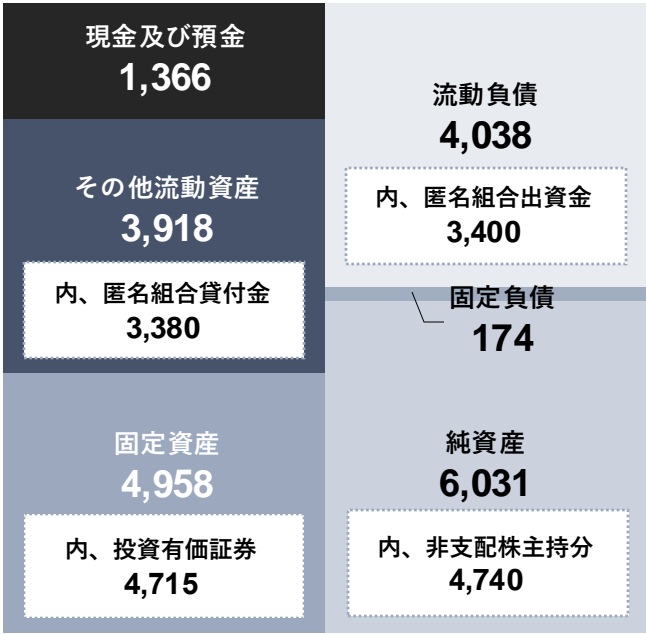 現金及び預金
1,366
その他流動資産
3,918
内、匿名組合貸付金
3,380
固定資産
4,958
内、投資有価証券
4,715
流動負債
4,038
内、匿名組合出資金
3,400
固定負債
174
純資産
6,031
内、非支配株主持分
4,740